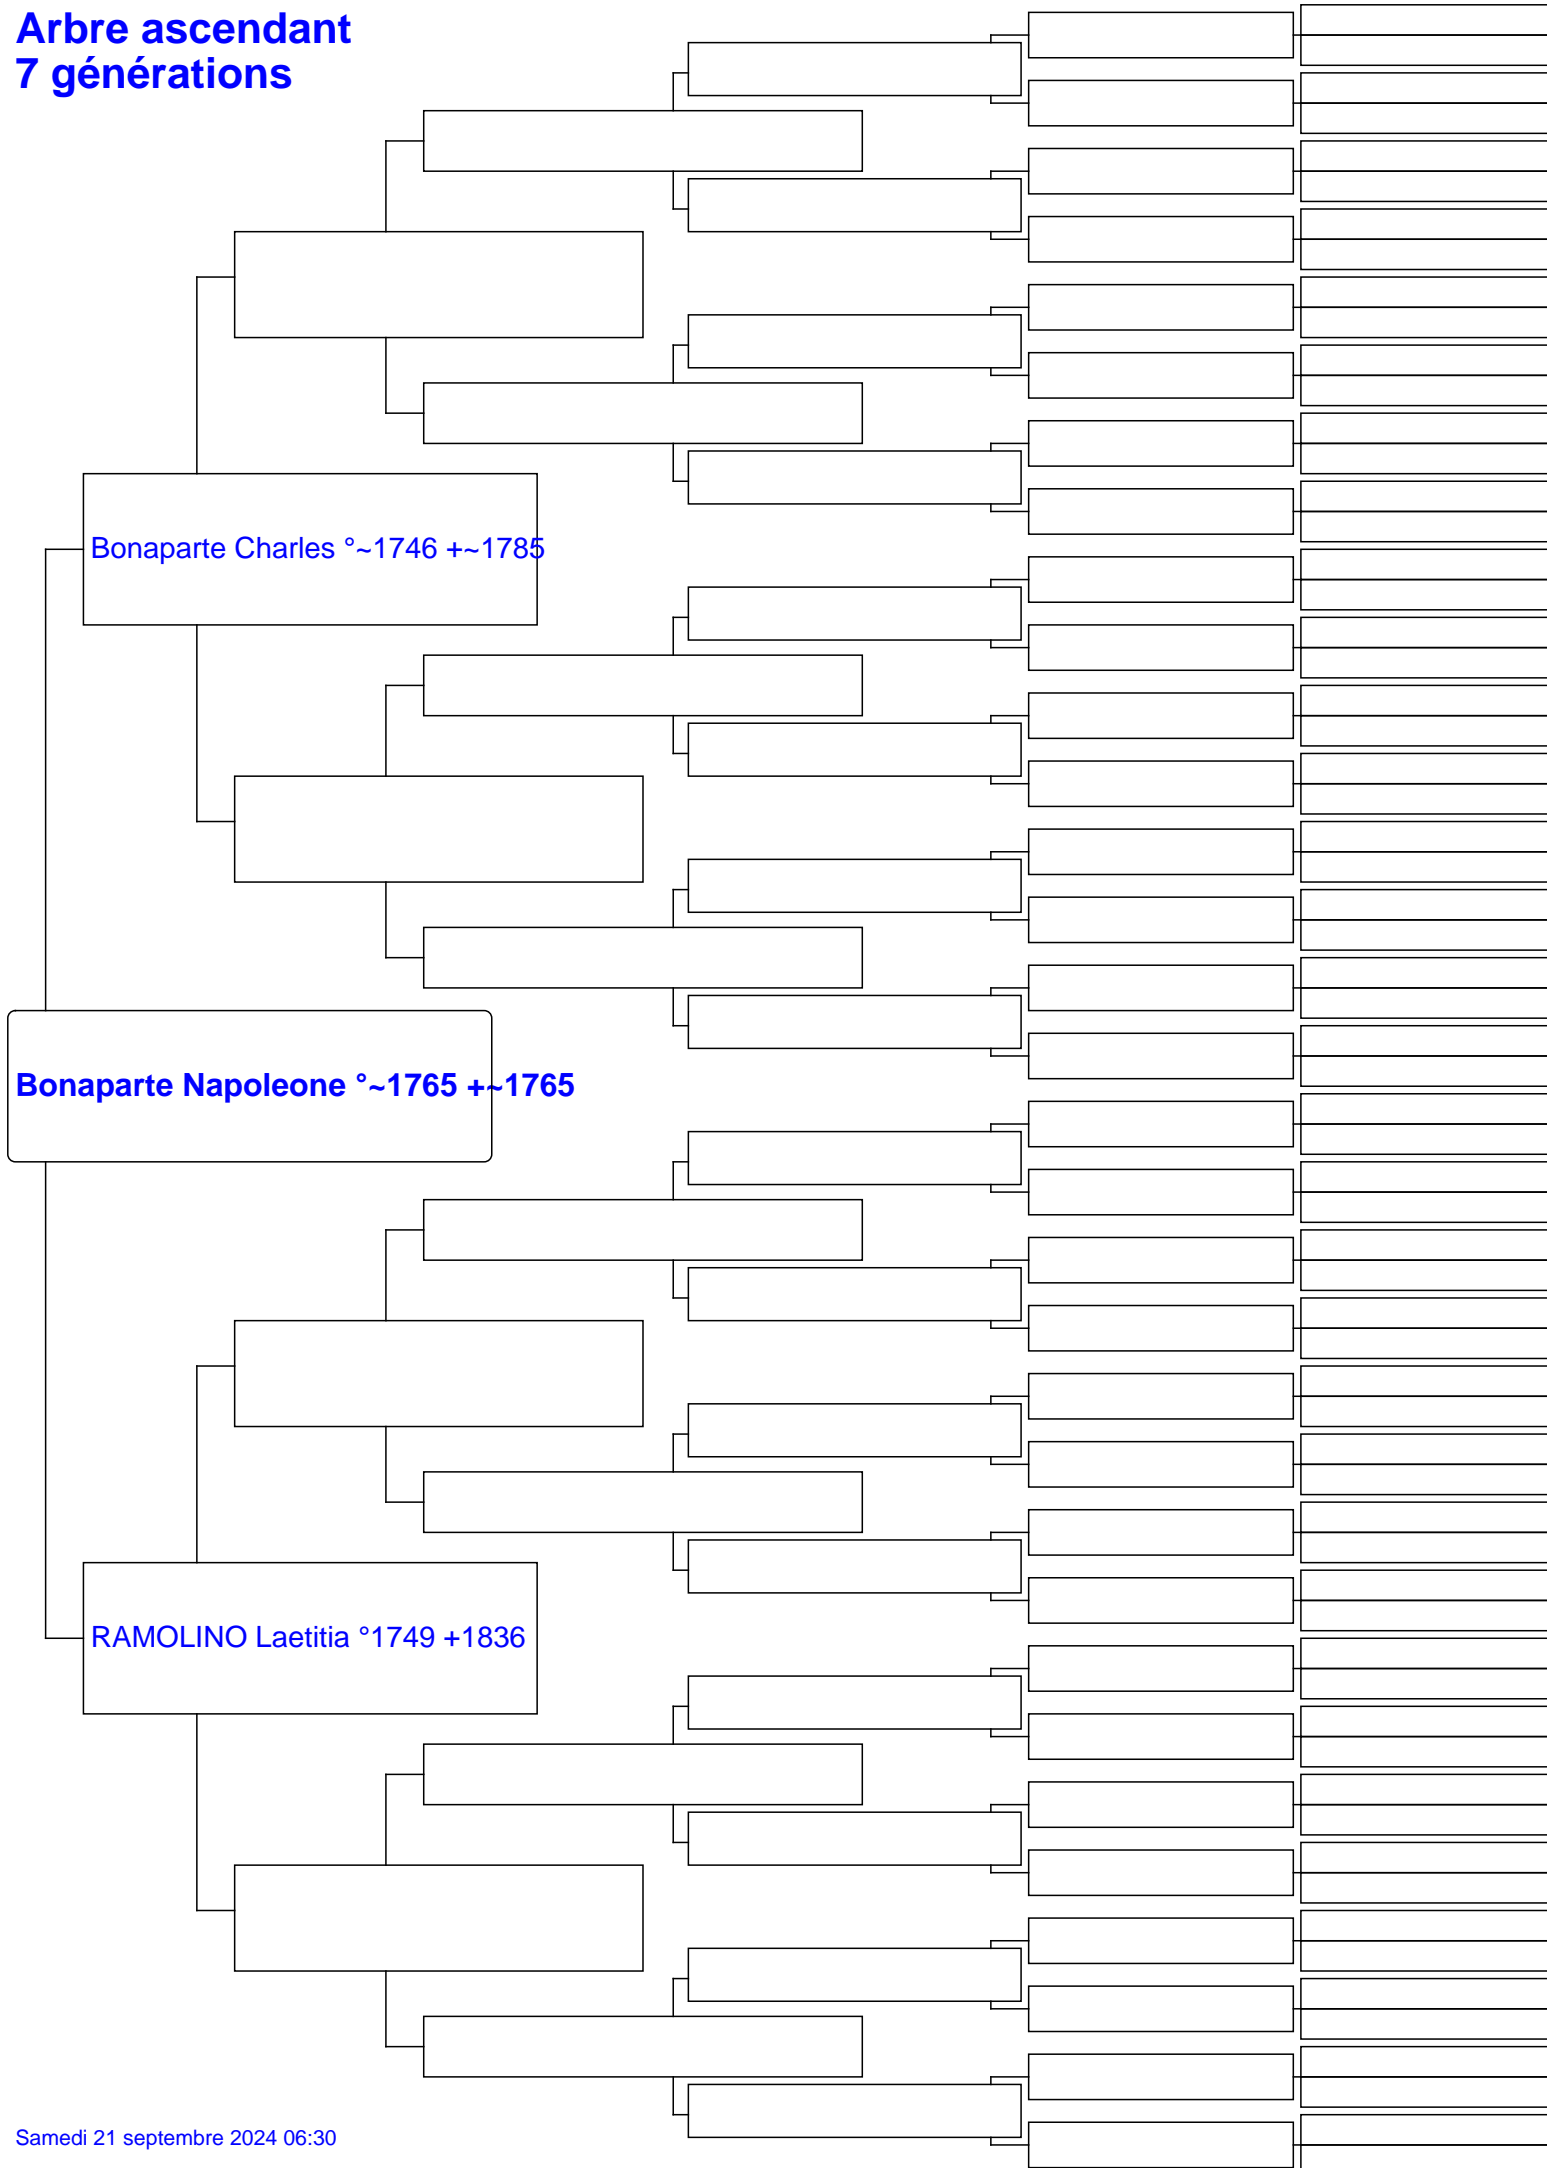 Arbre ascendant
7 générations
Bonaparte Charles °~1746 +~1785
Bonaparte Napoleone °~1765 +~1765
RAMOLINO Laetitia °1749 +1836
Samedi 21 septembre 2024 06:30